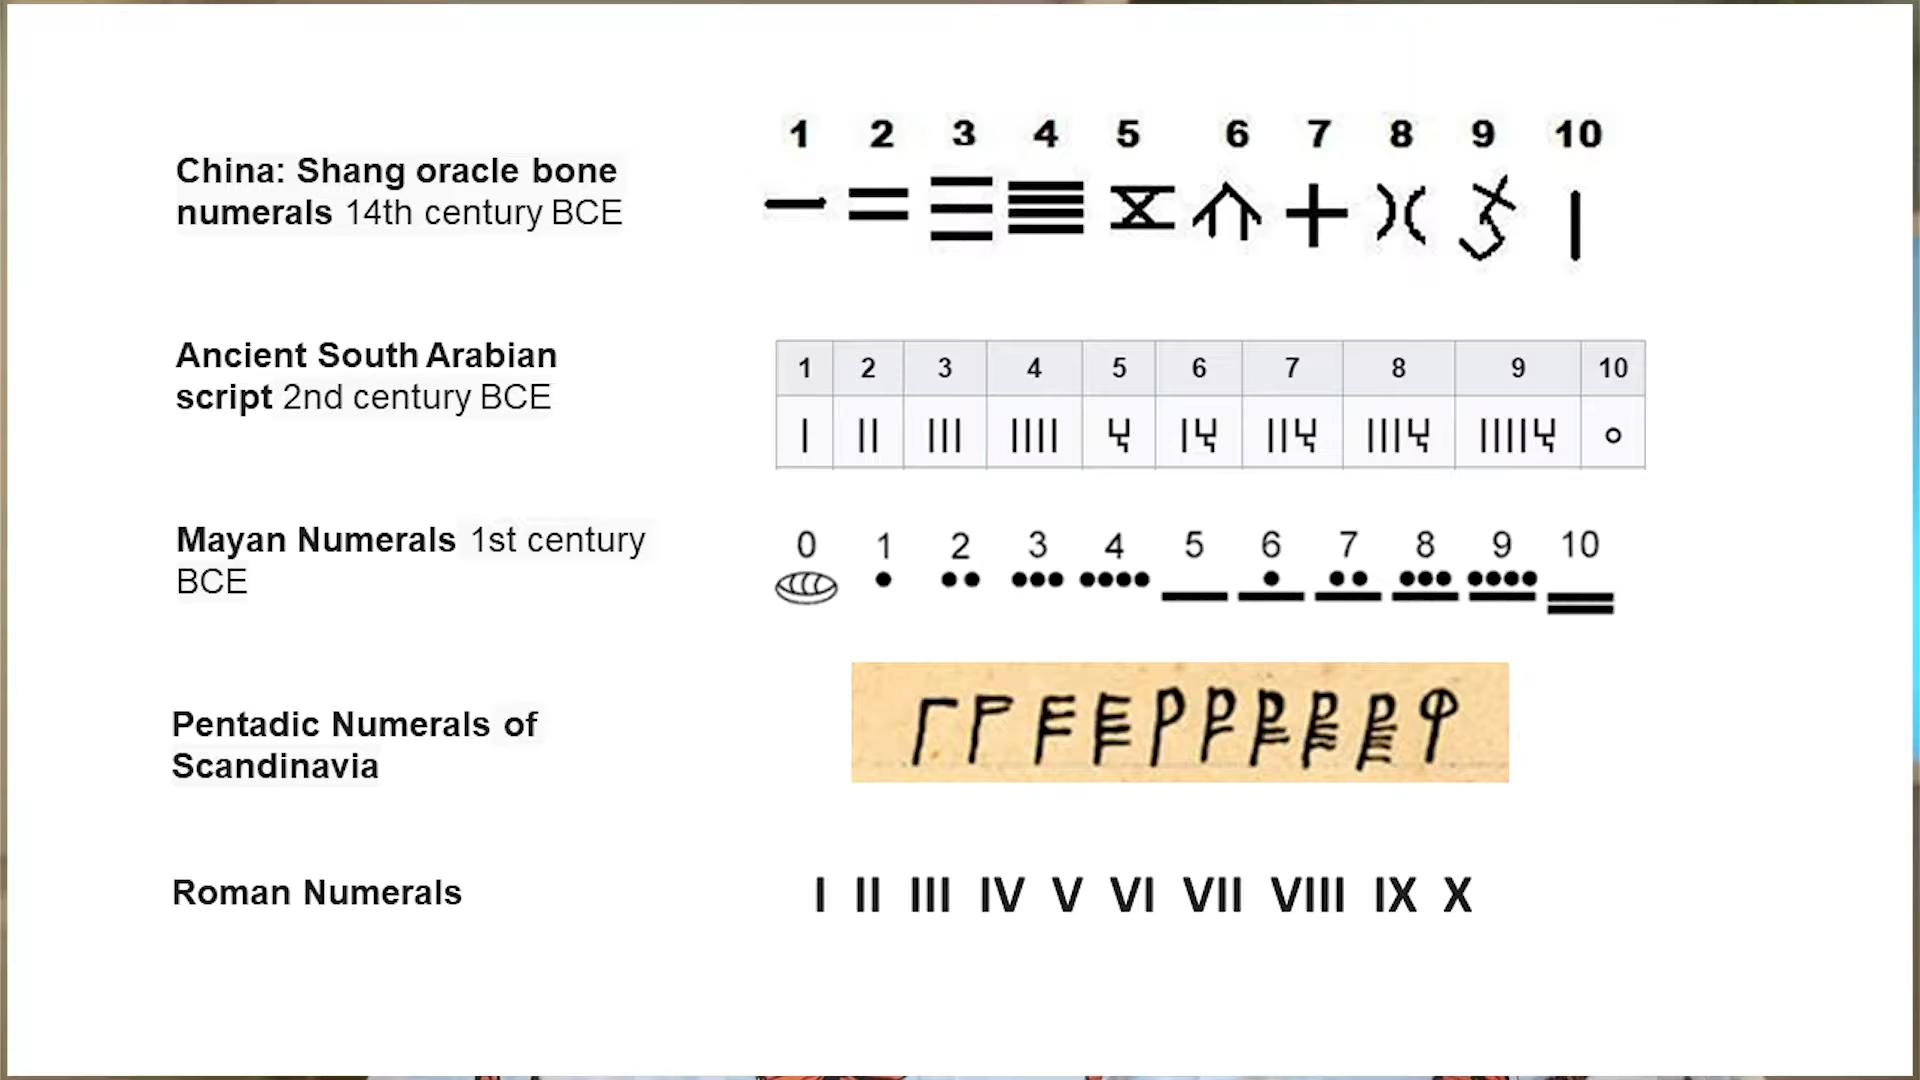 China: Shang oracle bone
numerals 14th century BCE
1 2 3 4 5 6 7 8 9 10
Ancient South Arabian
script 2nd century BCE
1 2 3 4 5 6 7 8 9 10
Mayan Numerals 1st century
BCE
0 1 2 3 4 5 6 7 8 9 10
Pentadic Numerals of
Scandinavia
Roman Numerals
I II III IV V VI VII VIII IX X